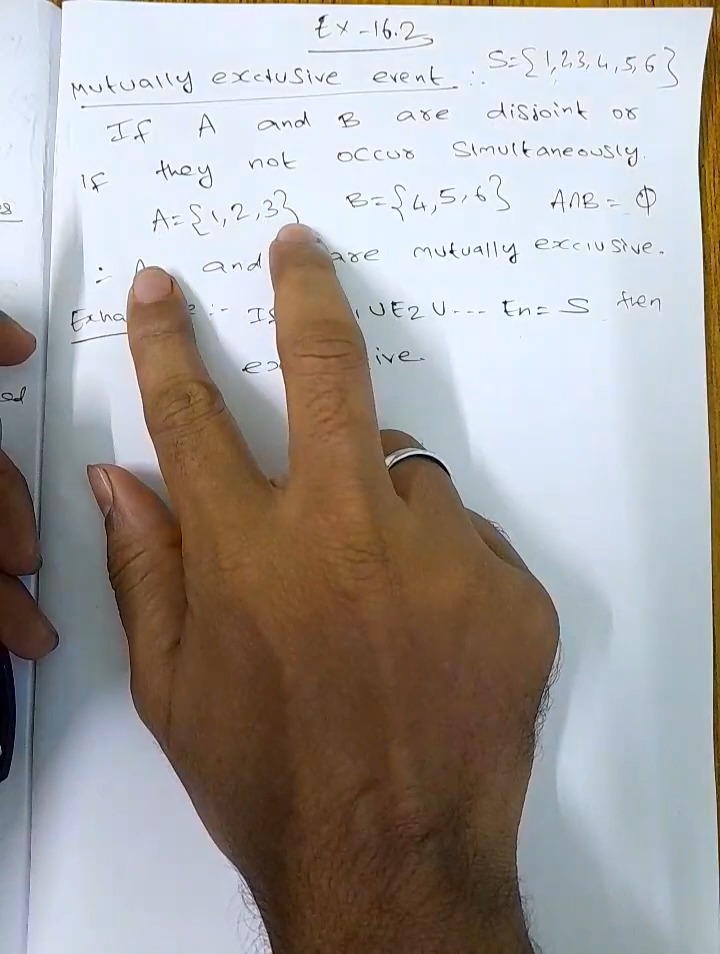 Ex-16.2
Mutually exclusive event :. S={1,2,3,4,5,6}
If A and B are disjoint or
If they not occur simultaneously.
A={1,2,3} B={4,5,6} A∩B = Φ
∴ and are mutually exclusive.
:- UE2 U--- En= S then